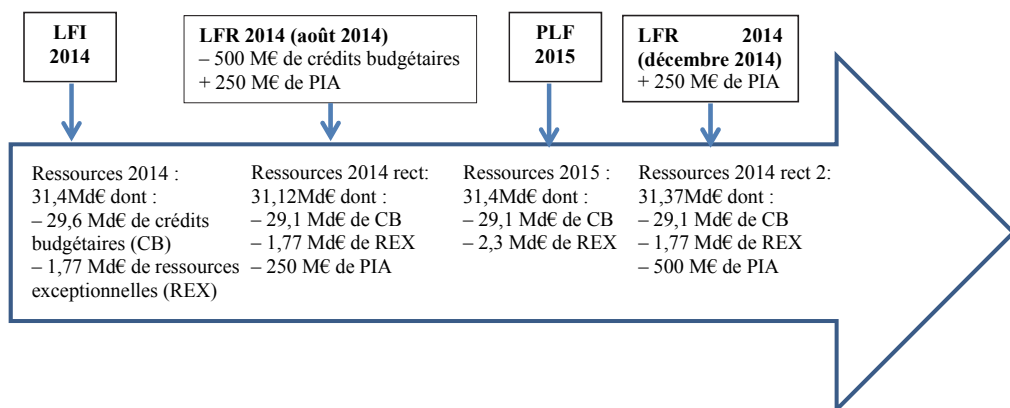 LFI
2014
LFR 2014 (août 2014)
– 500 M€ de crédits budgétaires
+ 250 M€ de PIA
PLF
2015
LFR 2014
(décembre 2014)
+ 250 M€ de PIA
Ressources 2014 :
31,4Md€ dont :
– 29,6 Md€ de crédits
budgétaires (CB)
– 1,77 Md€ de ressources
exceptionnelles (REX)
Ressources 2014 rect:
31,12Md€ dont :
– 29,1 Md€ de CB
– 1,77 Md€ de REX
– 250 M€ de PIA
Ressources 2015 :
31,4Md€ dont :
– 29,1 Md€ de CB
– 2,3 Md€ de REX
Ressources 2014 rect 2:
31,37Md€ dont :
– 29,1 Md€ de CB
– 1,77 Md€ de REX
– 500 M€ de PIA